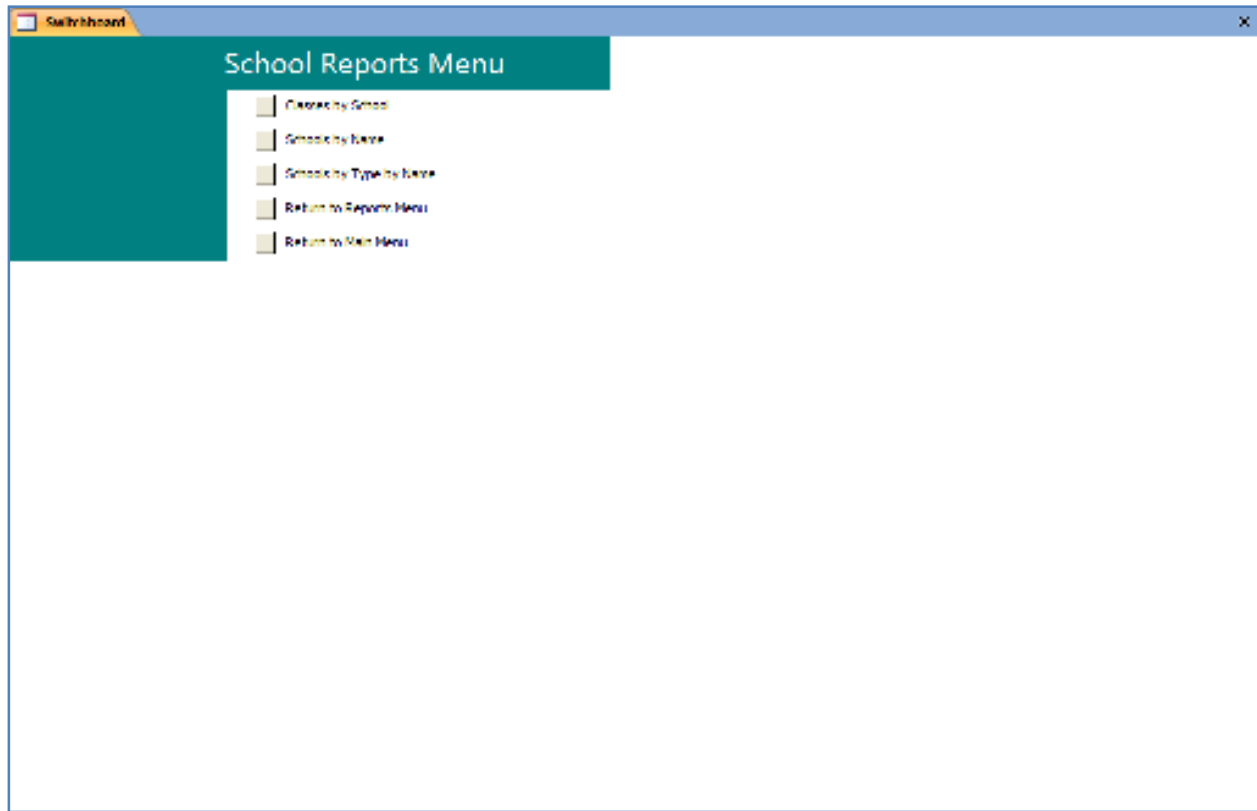 Switchboard
School Reports Menu
Classes by School
Schools by Name
Schools by Type by Name
Return to Reports Menu
Return to Main Menu